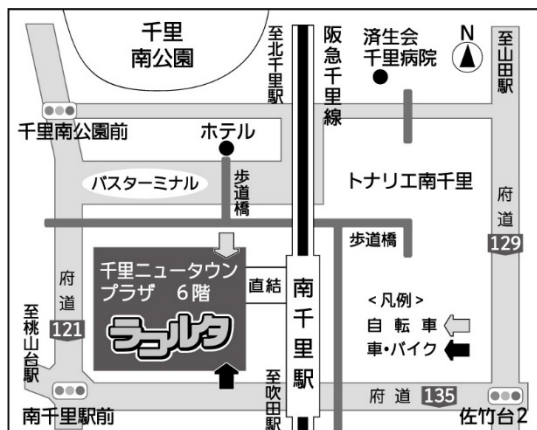 千里
南公園
至北千里駅
阪急千里線
済生会
千里病院
N
至山田駅
千里南公園前
ホテル
バスターミナル
歩道橋
トナリエ南千里
府道
129
歩道橋
千里ニュータウン
プラザ 6階
ラコルタ
直結
南千里駅
<凡例>
自転車
車・バイク
府道
121
至桃山台駅
南千里駅前
至吹田駅
府道 135
佐竹台2